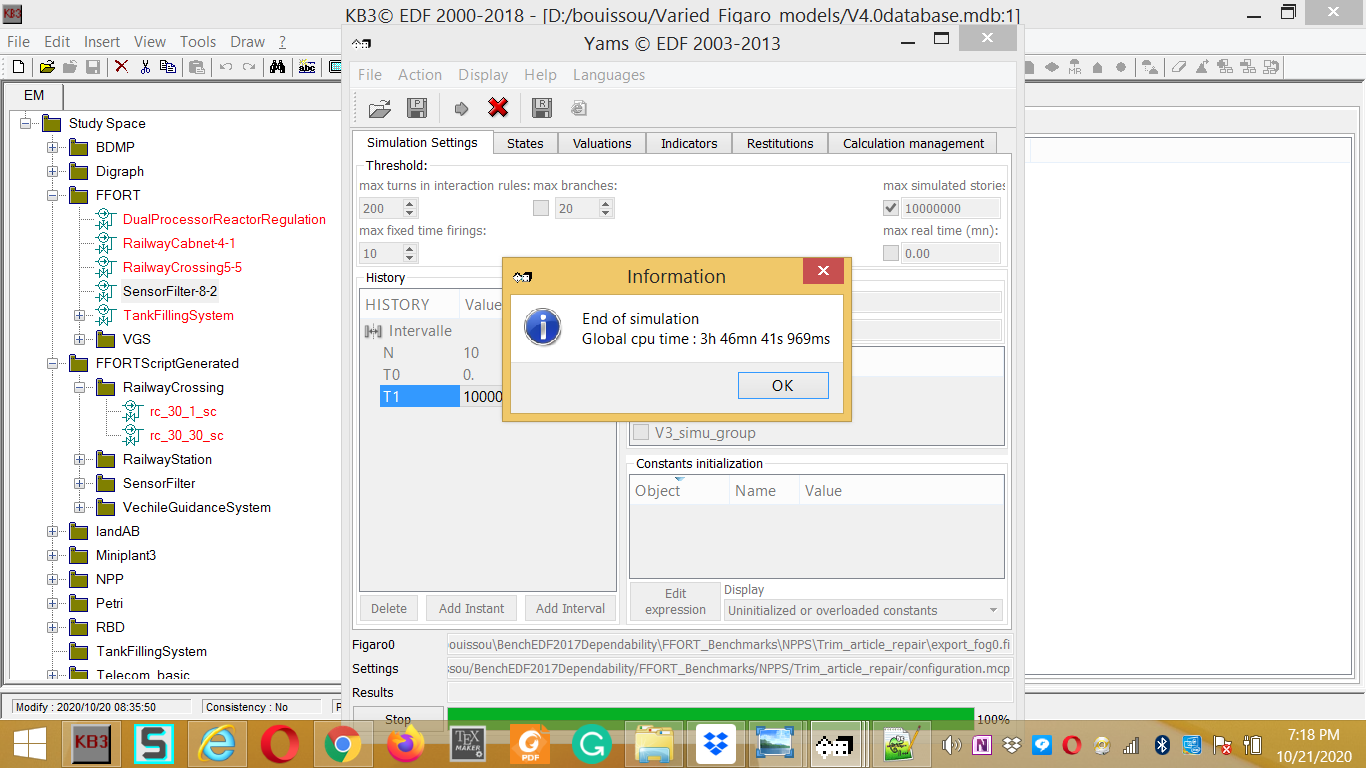 KB3
KB3© EDF 2000-2018 - [D:/bouissou/Varied_Figaro_models/V4.0database.mdb:1]
File Edit Insert View Tools Draw ?
abc
MR
EM
Study Space
BDMP
Digraph
FFORT
DualProcessorReactorRegulation
RailwayCabnet-4-1
RailwayCrossing5-5
SensorFilter-8-2
TankFillingSystem
VGS
FFORTScriptGenerated
RailwayCrossing
rc_30_1_sc
rc_30_30_sc
RailwayStation
SensorFilter
VechileGuidanceSystem
landAB
Miniplant3
NPP
Petri
RBD
TankFillingSystem
Telecom_basic
Modify : 2020/10/20 08:35:50
Consistency : No
P
Yams © EDF 2003-2013
File Action Display Help Languages
P
R
Simulation Settings States Valuations Indicators Restitutions Calculation management
Threshold:
max turns in interaction rules: max branches: max simulated stories
200 20 10000000
max fixed time firings: max real time (mn):
10 0.00
History
HISTORY Value
Intervalle
N 10
T0 0.
T1 10000
Information
End of simulation
Global cpu time : 3h 46mn 41s 969ms
OK
V3_simu_group
Constants initialization
Object Name Value
Edit expression
Display
Uninitialized or overloaded constants
Delete Add Instant Add Interval
Figaro0 ouissou\BenchEDF2017Dependability\FFORT_Benchmarks\NPPS\Trim_article_repair\export_fog0.fi
Settings ssou/BenchEDF2017Dependability/FFORT_Benchmarks/NPPS/Trim_article_repair/configuration.mcp
Results
Stop 100%
KB3
S
TEX
MAKER
PDF
N
7:18 PM
10/21/2020